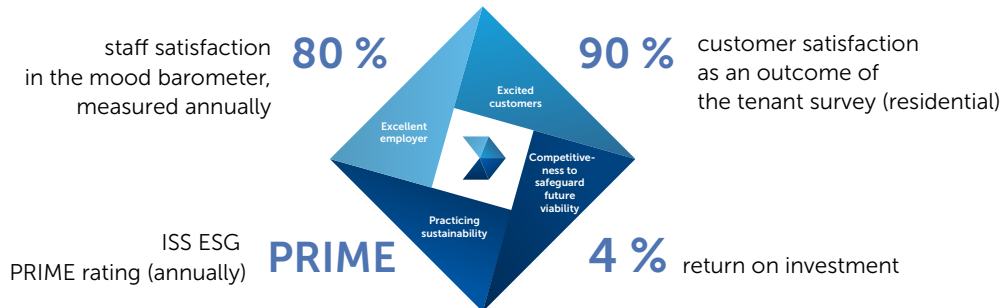 staff satisfaction
in the mood barometer,
measured annually
80 %
90 %
customer satisfaction
as an outcome of
the tenant survey (residential)
Excited
customers
Excellent
employer
Competitive-
ness to
safeguard
future
viability
Practicing
sustainability
ISS ESG
PRIME rating (annually)
PRIME
4 %
return on investment